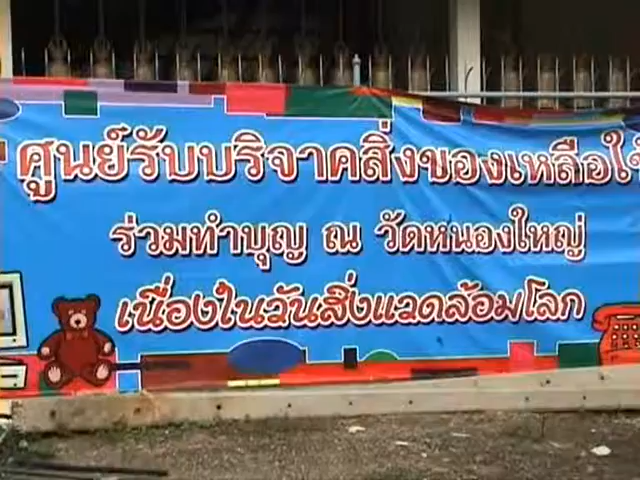 ศูนย์รับบริจาคสิ่งของเหลือใช้
ร่วมทำบุญ ณ วัดหนองใหญ่
เนื่องในวันสิ่งแวดล้อมโลก